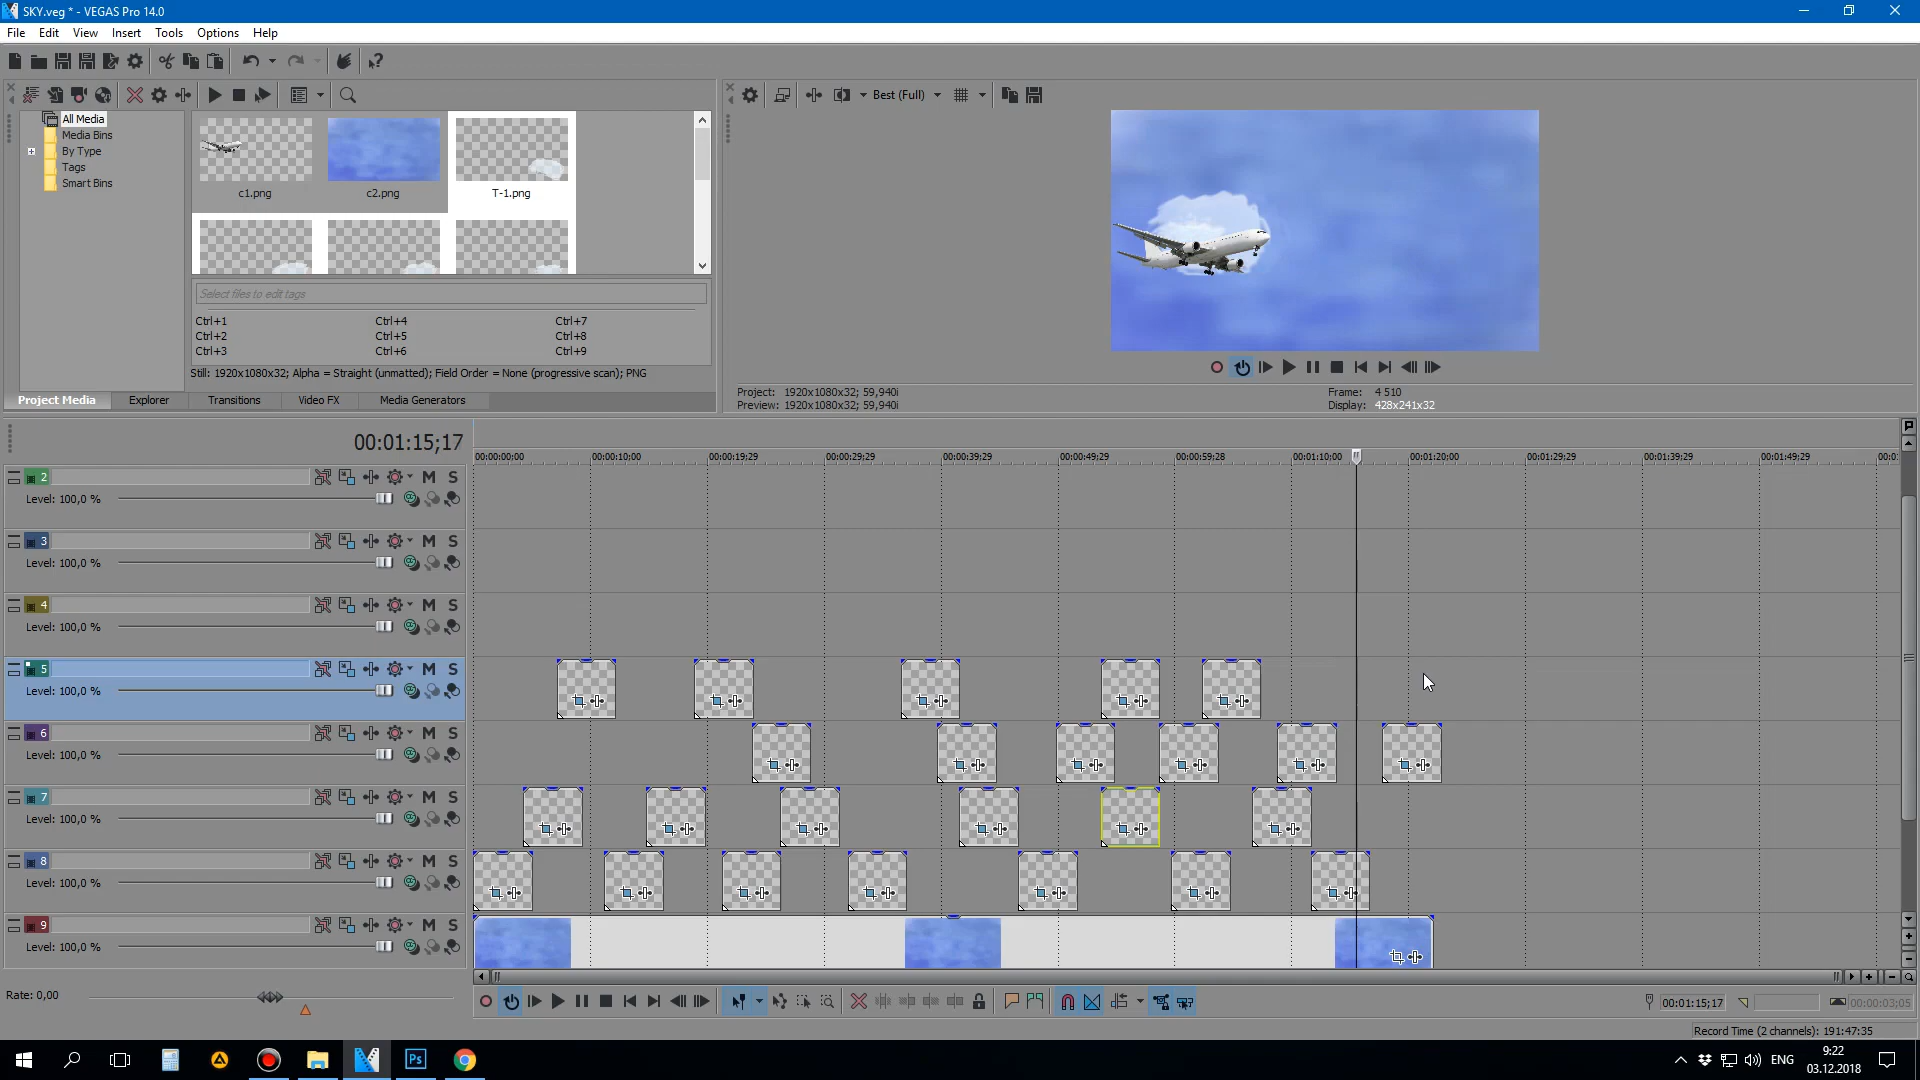 SKY.veg * - VEGAS Pro 14.0
File Edit View Insert Tools Options Help
Best (Full)
All Media
Media Bins
By Type
Tags
Smart Bins
c1.png c2.png T-1.png
Select files to edit tags
Ctrl+1 Ctrl+4 Ctrl+7
Ctrl+2 Ctrl+5 Ctrl+8
Ctrl+3 Ctrl+6 Ctrl+9
Still: 1920x1080x32; Alpha = Straight (unmatted); Field Order = None (progressive scan); PNG
Project Media Explorer Transitions Video FX Media Generators
Project: 1920x1080x32; 59,940i
Preview: 1920x1080x32; 59,940i
Frame: 4 510
Display: 428x241x32
00:01:15;17
00:00:00;00 00:00:10;00 00:00:19;29 00:00:29;29 00:00:39;29 00:00:49;29 00:00:59;28 00:01:10;00 00:01:20;00 00:01:29;29 00:01:39;29 00:01:49;29 00:0
2 M S
Level: 100,0 %
3 M S
Level: 100,0 %
4 M S
Level: 100,0 %
5 M S
Level: 100,0 %
6 M S
Level: 100,0 %
7 M S
Level: 100,0 %
8 M S
Level: 100,0 %
9 M S
Level: 100,0 %
Rate: 0,00
00:01:15;17
00:00:03;05
Record Time (2 channels): 191:47:35
Ps
ENG
9:22
03.12.2018